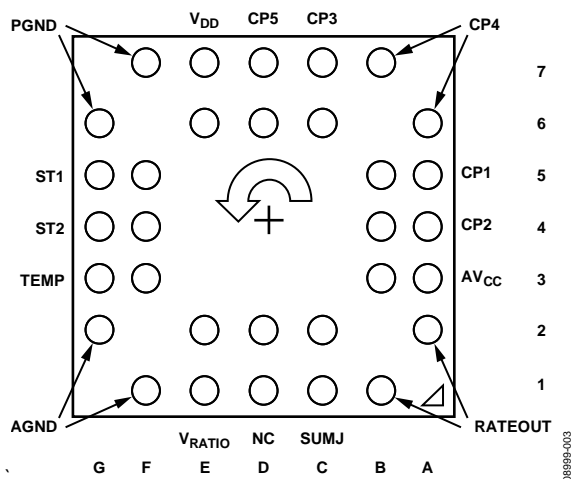 PGND VDD CP5 CP3 CP4
7
6
ST1 CP1 5
ST2 CP2 4
TEMP AVCC 3
2
1
AGND RATEOUT
VRATIO NC SUMJ
` G F E D C B A
08999-003